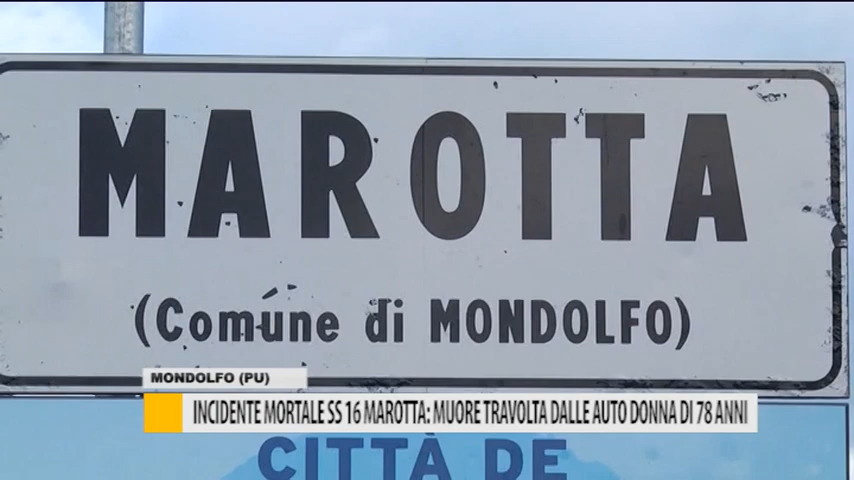 MAROTTA
(Comune di MONDOLFO)
MONDOLFO (PU)
INCIDENTE MORTALE SS 16 MAROTTA: MUORE TRAVOLTA DALLE AUTO DONNA DI 78 ANNI
CITTÀ DE